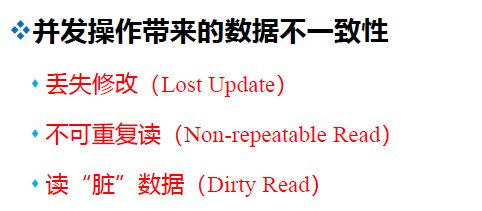 并发操作带来的数据不一致性
丢失修改（Lost Update）
不可重复读（Non-repeatable Read）
读“脏”数据（Dirty Read）